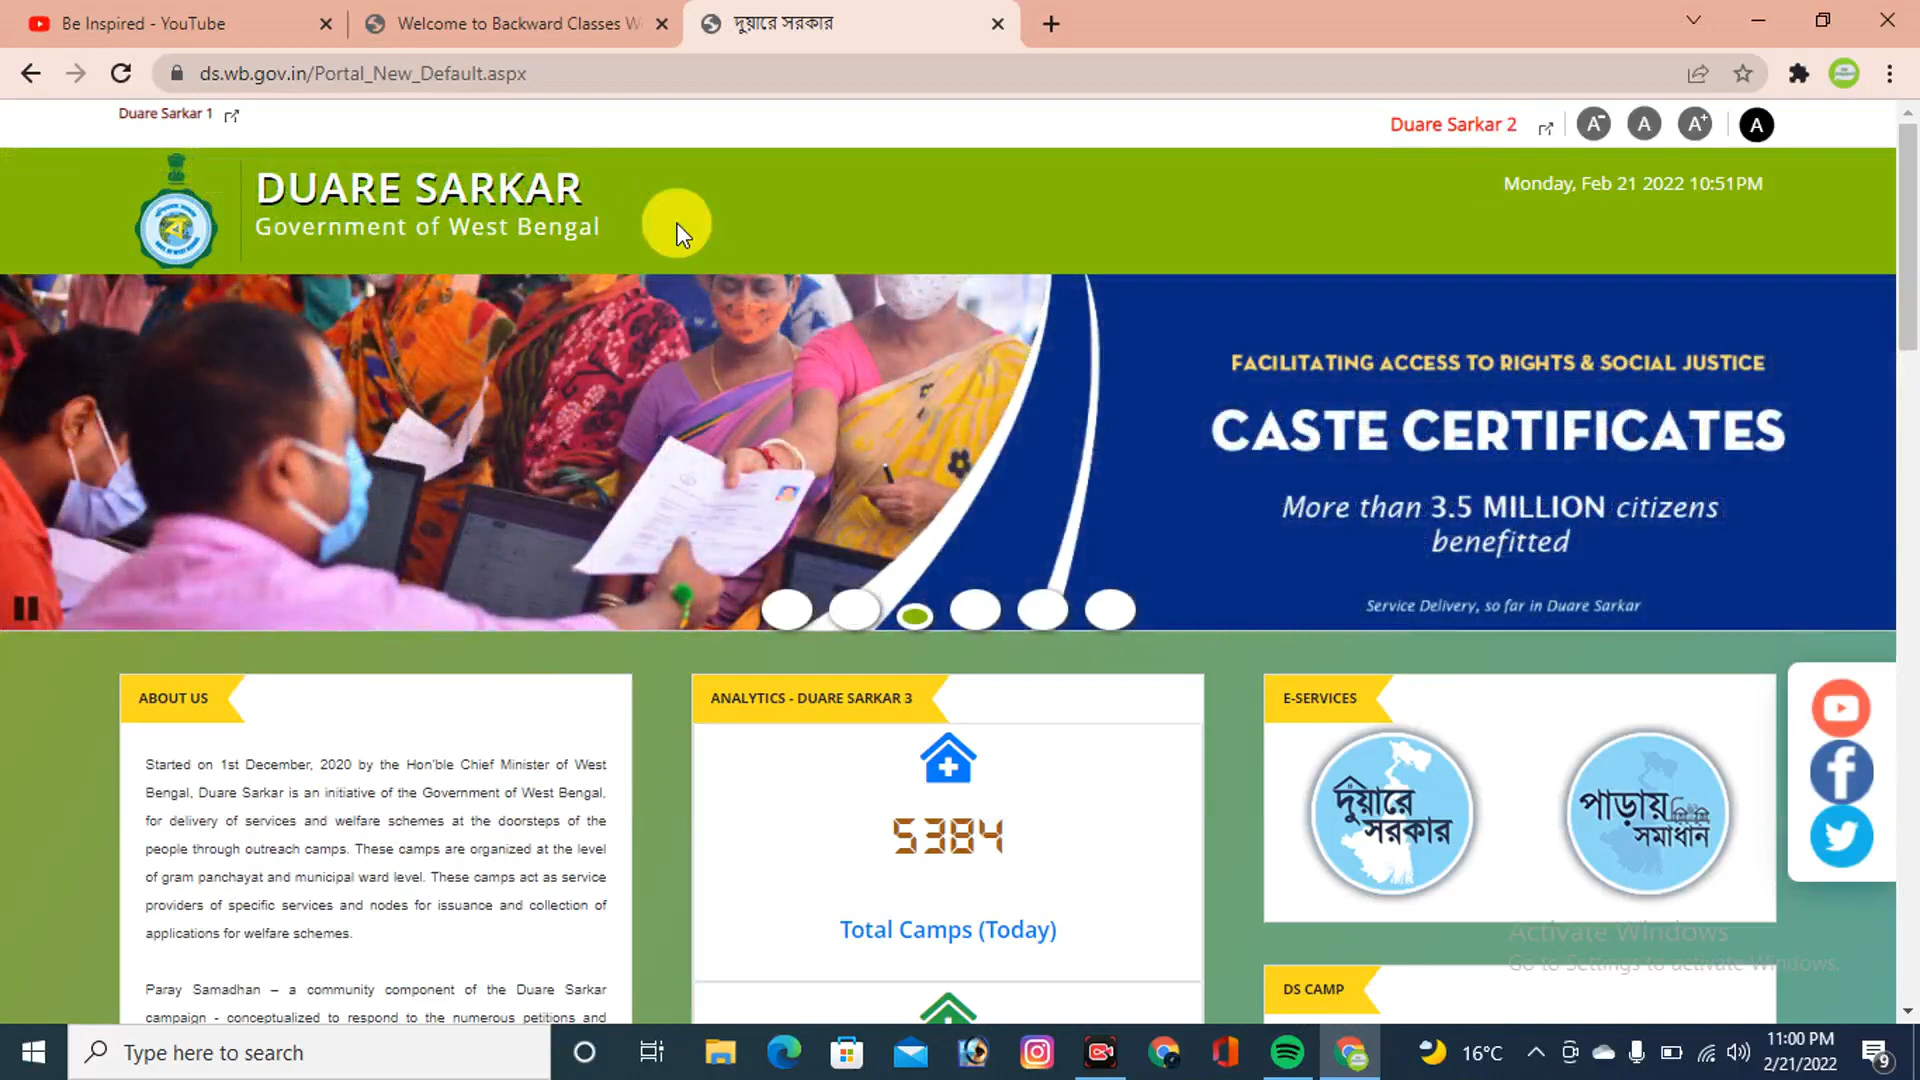 Be Inspired - YouTube
Welcome to Backward Classes W
দুয়ারে সরকার
ds.wb.gov.in/Portal_New_Default.aspx
Duare Sarkar 1
Duare Sarkar 2
A-
A
A+
A
DUARE SARKAR
Government of West Bengal
Monday, Feb 21 2022 10:51PM
FACILITATING ACCESS TO RIGHTS & SOCIAL JUSTICE
CASTE CERTIFICATES
More than 3.5 MILLION citizens
benefitted
Service Delivery, so far in Duare Sarkar
ABOUT US
Started on 1st December, 2020 by the Hon'ble Chief Minister of West
Bengal, Duare Sarkar is an initiative of the Government of West Bengal,
for delivery of services and welfare schemes at the doorsteps of the
people through outreach camps. These camps are organized at the level
of gram panchayat and municipal ward level. These camps act as service
providers of specific services and nodes for issuance and collection of
applications for welfare schemes.
Paray Samadhan – a community component of the Duare Sarkar
campaign - conceptualized to respond to the numerous petitions and
ANALYTICS - DUARE SARKAR 3
5384
Total Camps (Today)
E-SERVICES
দুয়ারে
সরকার
পাড়ায়
সমাধান
DS CAMP
Activate Windows
Go to Settings to activate Windows.
Type here to search
16°C
11:00 PM
2/21/2022
9